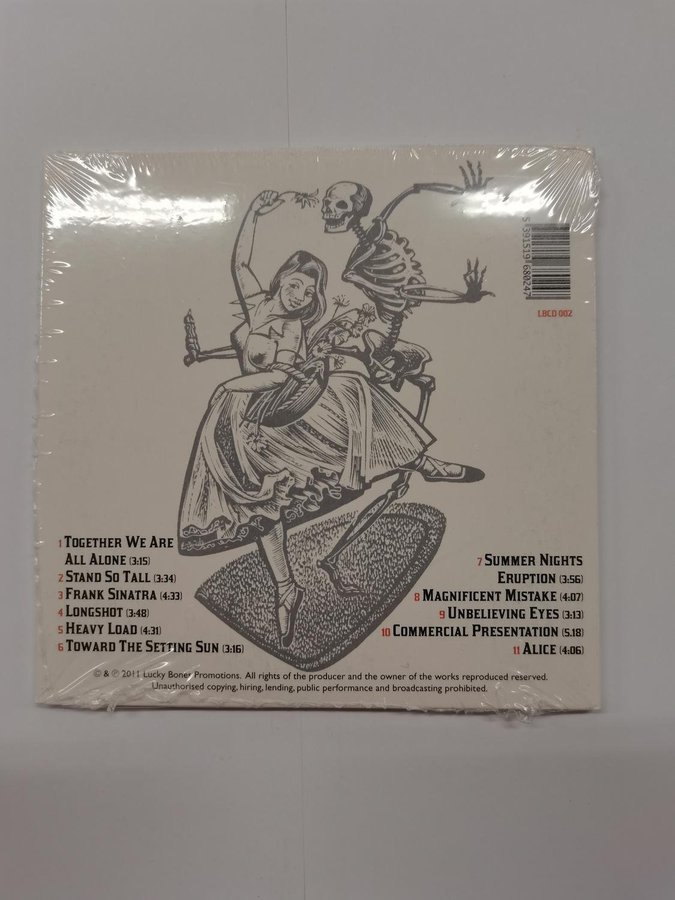 5 391519 680247
LBCD 002
1 TOGETHER WE ARE
ALL ALONE (3:15)
2 STAND SO TALL (3:34)
3 FRANK SINATRA (4:33)
4 LONGSHOT (3:48)
5 HEAVY LOAD (4:31)
6 TOWARD THE SETTING SUN (3:16)
7 SUMMER NIGHTS
ERUPTION (3:56)
8 MAGNIFICENT MISTAKE (4:07)
9 UNBELIEVING EYES (3:13)
10 COMMERCIAL PRESENTATION (5.18)
11 ALICE (4:06)
© & ℗ 2011 Lucky Bones Promotions. All rights of the producer and the owner of the works reproduced reserved.
Unauthorised copying, hiring, lending, public performance and broadcasting prohibited.